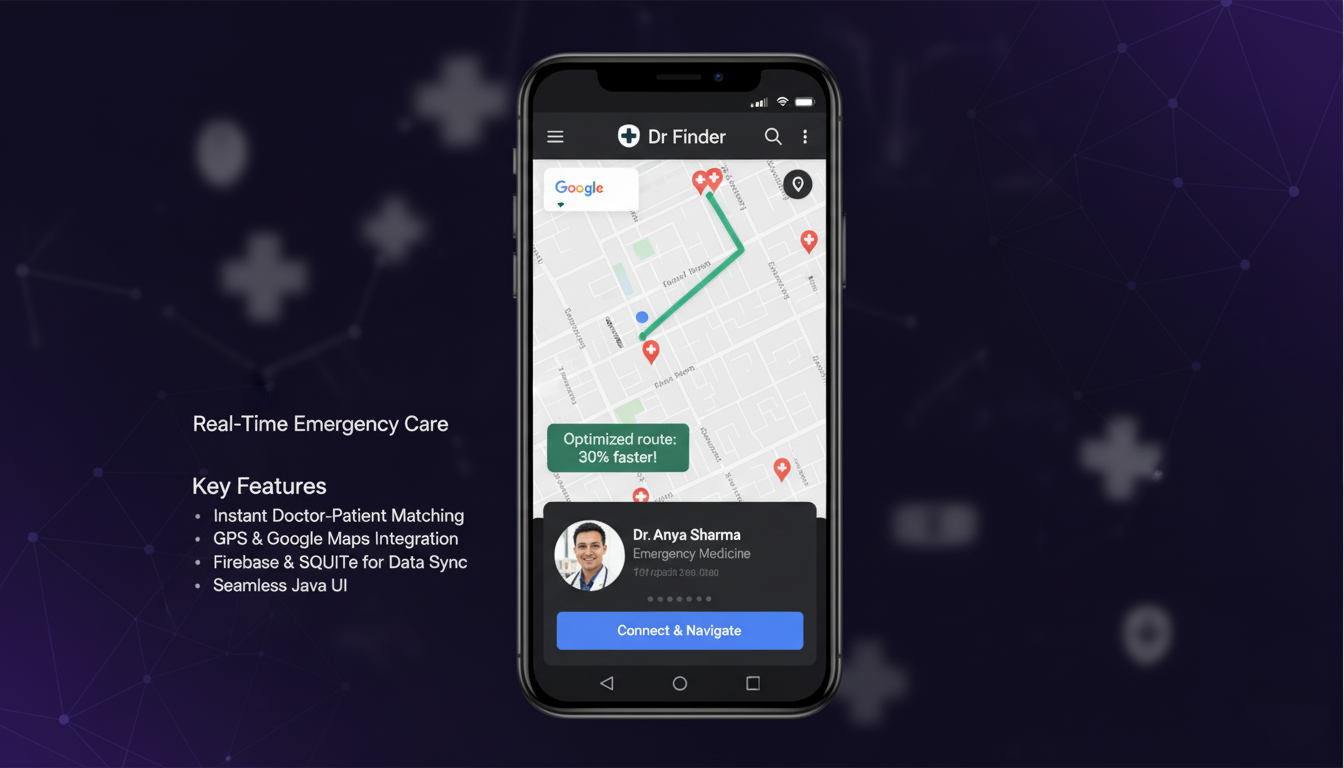 Dr Finder
Google
Optimized route:
30% faster!
Real-Time Emergency Care
Key Features
• Instant Doctor-Patient Matching
• GPS & Google Maps Integration
• Firebase & SQUITe for Data Sync
• Seamless Java UI
Dr. Anya Sharma
Emergency Medicine
Connect & Navigate